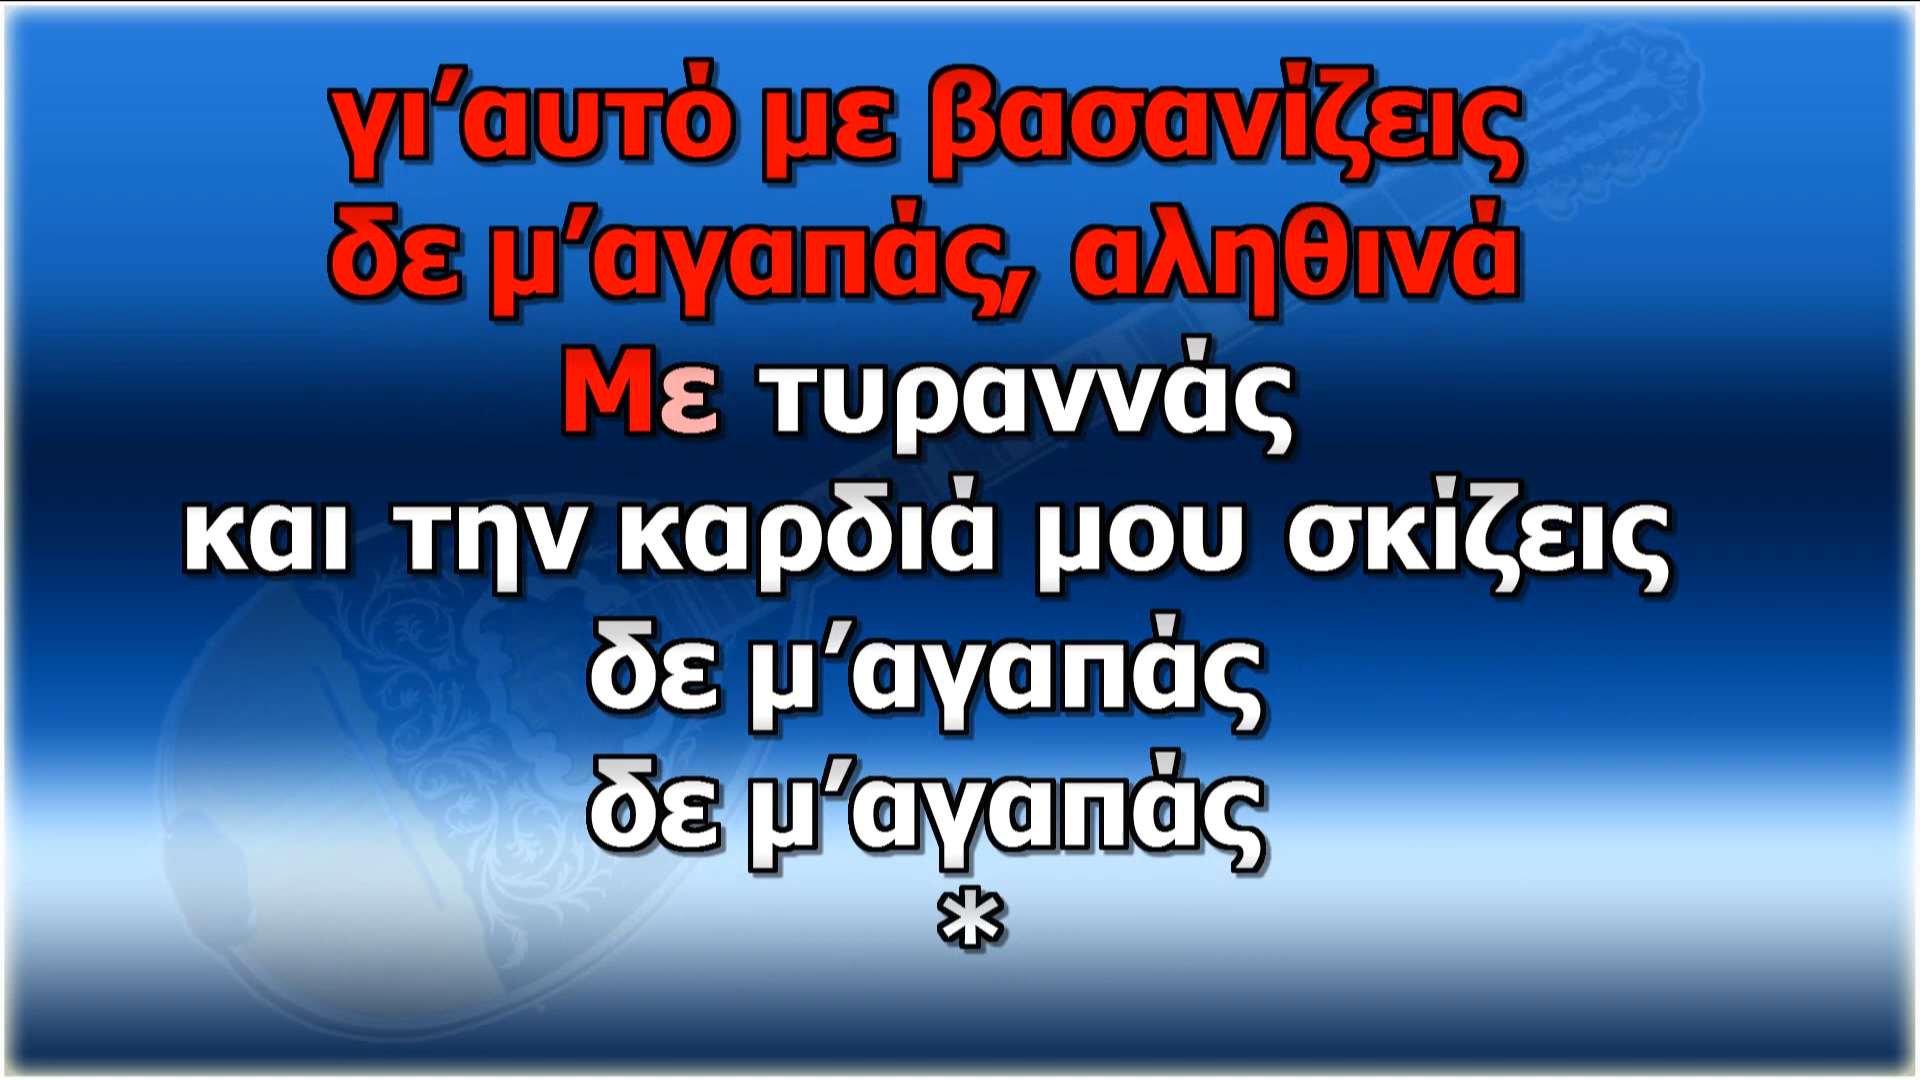 γι’αυτό με βασανίζεις
δε μ’αγαπάς, αληθινά
Με τυραννάς
και την καρδιά μου σκίζεις
δε μ’αγαπάς
δε μ’αγαπάς
*